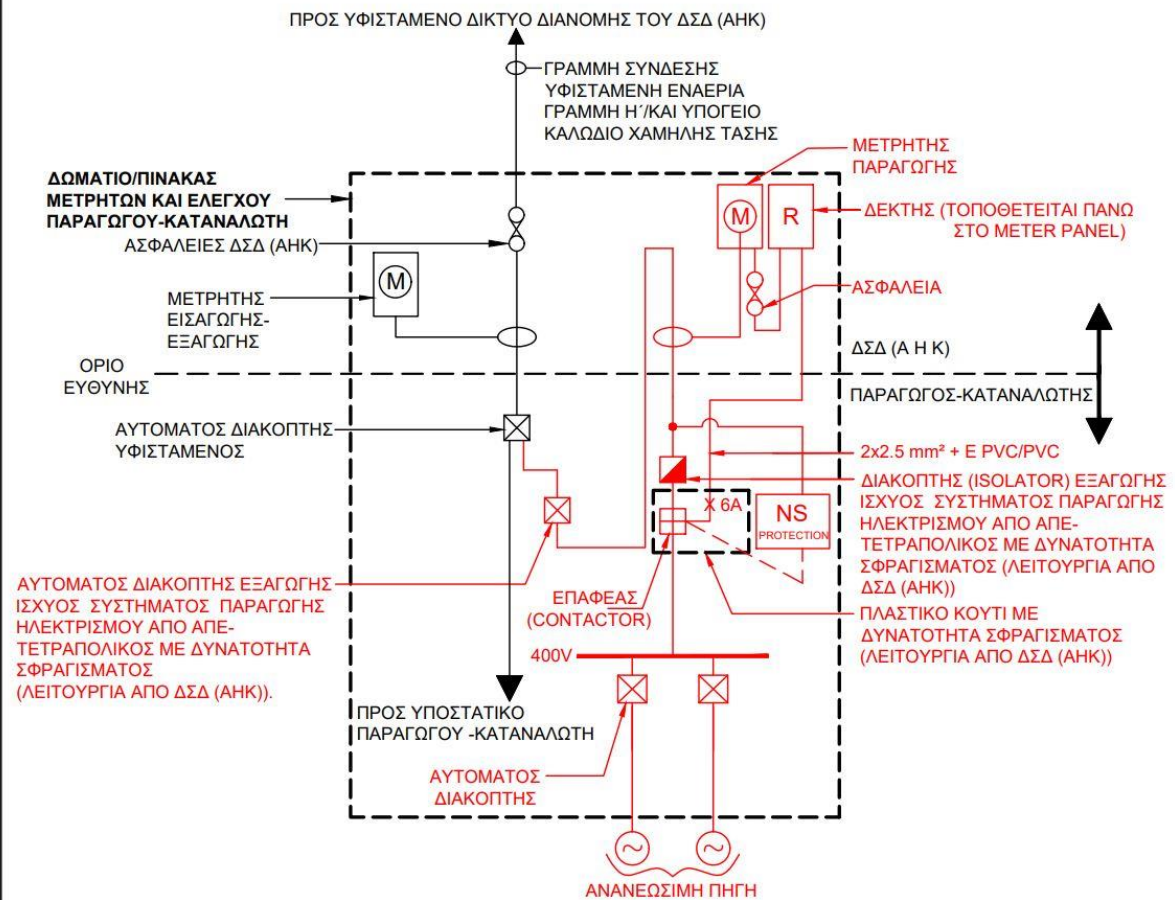 ΠΡΟΣ ΥΦΙΣΤΑΜΕΝΟ ΔΙΚΤΥΟ ΔΙΑΝΟΜΗΣ ΤΟΥ ΔΣΔ (ΑΗΚ)
ΓΡΑΜΜΗ ΣΥΝΔΕΣΗΣ
ΥΦΙΣΤΑΜΕΝΗ ΕΝΑΕΡΙΑ
ΓΡΑΜΜΗ Η΄/ΚΑΙ ΥΠΟΓΕΙΟ
ΚΑΛΩΔΙΟ ΧΑΜΗΛΗΣ ΤΑΣΗΣ
ΔΩΜΑΤΙΟ/ΠΙΝΑΚΑΣ
ΜΕΤΡΗΤΩΝ ΚΑΙ ΕΛΕΓΧΟΥ
ΠΑΡΑΓΩΓΟΥ-ΚΑΤΑΝΑΛΩΤΗ
ΑΣΦΑΛΕΙΕΣ ΔΣΔ (ΑΗΚ)
M
ΜΕΤΡΗΤΗΣ
ΕΙΣΑΓΩΓΗΣ-
ΕΞΑΓΩΓΗΣ
ΜΕΤΡΗΤΗΣ
ΠΑΡΑΓΩΓΗΣ
M
R
ΔΕΚΤΗΣ (ΤΟΠΟΘΕΤΕΙΤΑΙ ΠΑΝΩ
ΣΤΟ METER PANEL)
ΑΣΦΑΛΕΙΑ
ΟΡΙΟ
ΕΥΘΥΝΗΣ
ΔΣΔ (Α Η Κ)
ΠΑΡΑΓΩΓΟΣ-ΚΑΤΑΝΑΛΩΤΗΣ
ΑΥΤΟΜΑΤΟΣ ΔΙΑΚΟΠΤΗΣ
ΥΦΙΣΤΑΜΕΝΟΣ
2x2.5 mm² + E PVC/PVC
ΔΙΑΚΟΠΤΗΣ (ISOLATOR) ΕΞΑΓΩΓΗΣ
ΙΣΧΥΟΣ ΣΥΣΤΗΜΑΤΟΣ ΠΑΡΑΓΩΓΗΣ
ΗΛΕΚΤΡΙΣΜΟΥ ΑΠΟ ΑΠΕ-
ΤΕΤΡΑΠΟΛΙΚΟΣ ΜΕ ΔΥΝΑΤΟΤΗΤΑ
ΣΦΡΑΓΙΣΜΑΤΟΣ (ΛΕΙΤΟΥΡΓΙΑ ΑΠΟ
ΔΣΔ (ΑΗΚ))
X 6A
NS
PROTECTION
ΑΥΤΟΜΑΤΟΣ ΔΙΑΚΟΠΤΗΣ ΕΞΑΓΩΓΗΣ
ΙΣΧΥΟΣ ΣΥΣΤΗΜΑΤΟΣ ΠΑΡΑΓΩΓΗΣ
ΗΛΕΚΤΡΙΣΜΟΥ ΑΠΟ ΑΠΕ-
ΤΕΤΡΑΠΟΛΙΚΟΣ ΜΕ ΔΥΝΑΤΟΤΗΤΑ
ΣΦΡΑΓΙΣΜΑΤΟΣ
(ΛΕΙΤΟΥΡΓΙΑ ΑΠΟ ΔΣΔ (ΑΗΚ)).
ΕΠΑΦΕΑΣ
(CONTACTOR)
ΠΛΑΣΤΙΚΟ ΚΟΥΤΙ ΜΕ
ΔΥΝΑΤΟΤΗΤΑ ΣΦΡΑΓΙΣΜΑΤΟΣ
(ΛΕΙΤΟΥΡΓΙΑ ΑΠΟ ΔΣΔ (ΑΗΚ))
400V
ΠΡΟΣ ΥΠΟΣΤΑΤΙΚΟ
ΠΑΡΑΓΩΓΟΥ -ΚΑΤΑΝΑΛΩΤΗ
ΑΥΤΟΜΑΤΟΣ
ΔΙΑΚΟΠΤΗΣ
ΑΝΑΝΕΩΣΙΜΗ ΠΗΓΗ